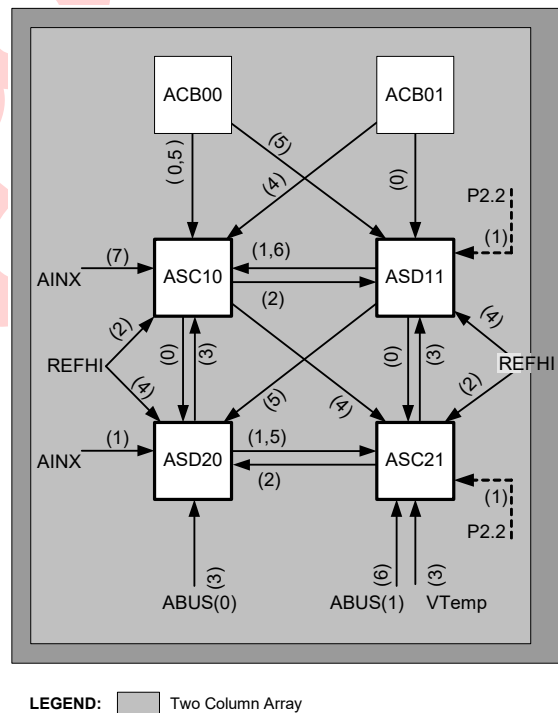 ACB00 ACB01
(0,5) (5) (4) (0)
P2.2
(7) (1,6) (1)
AINX ASC10 ASD11
(2)
(2) (4)
REFHI (0) (3) (0) (3) REFHI
(4) (5) (4) (2)
(1) (1,5) (1)
AINX ASD20 ASC21
(2)
P2.2
(3) (6) (3)
ABUS(0) ABUS(1) VTemp
LEGEND: Two Column Array